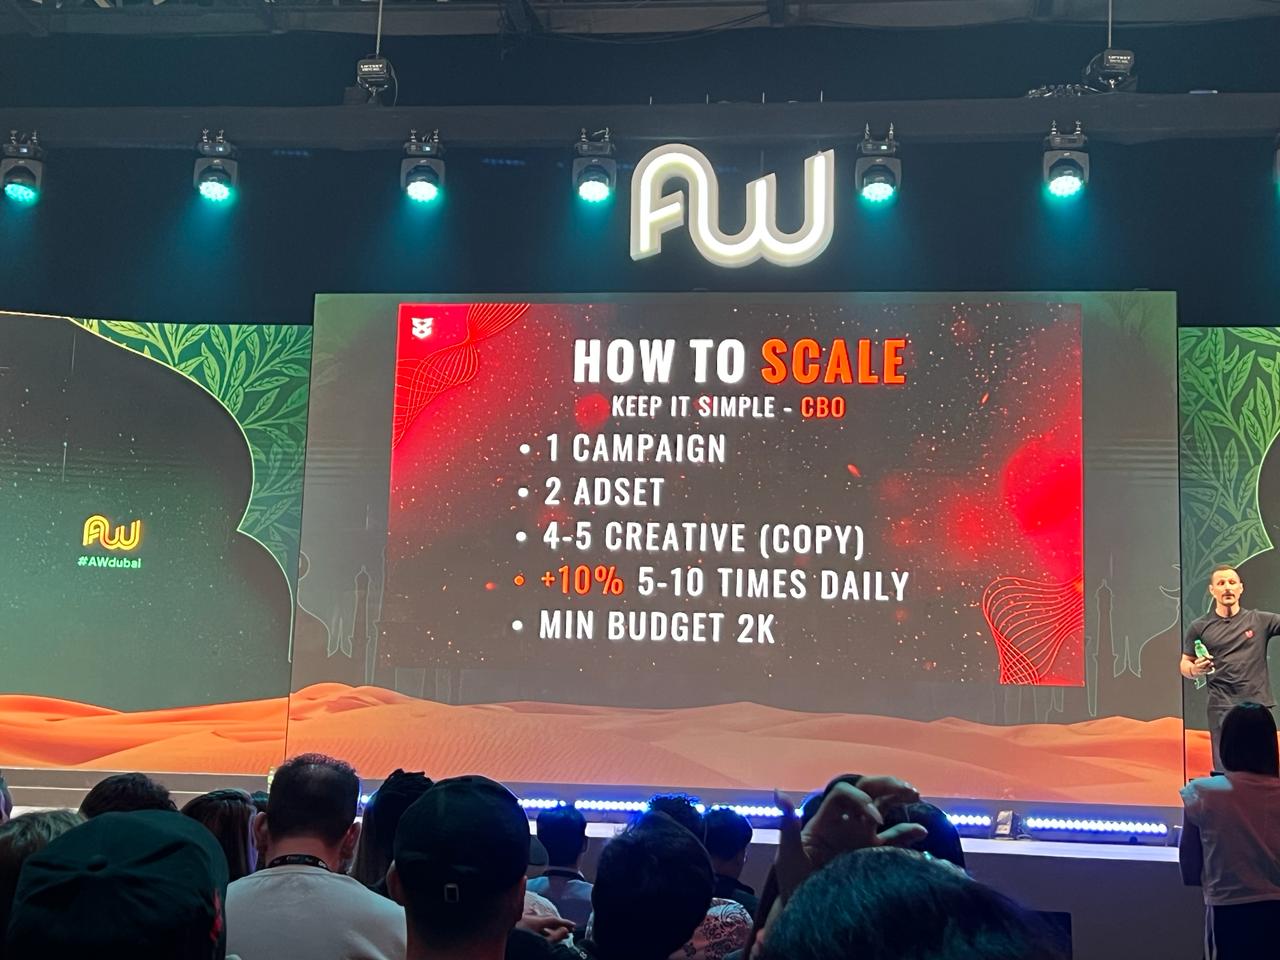 AW
HOW TO SCALE
KEEP IT SIMPLE - CBO
• 1 CAMPAIGN
• 2 ADSET
• 4-5 CREATIVE (COPY)
• +10% 5-10 TIMES DAILY
• MIN BUDGET 2K
AW
#AWdubai